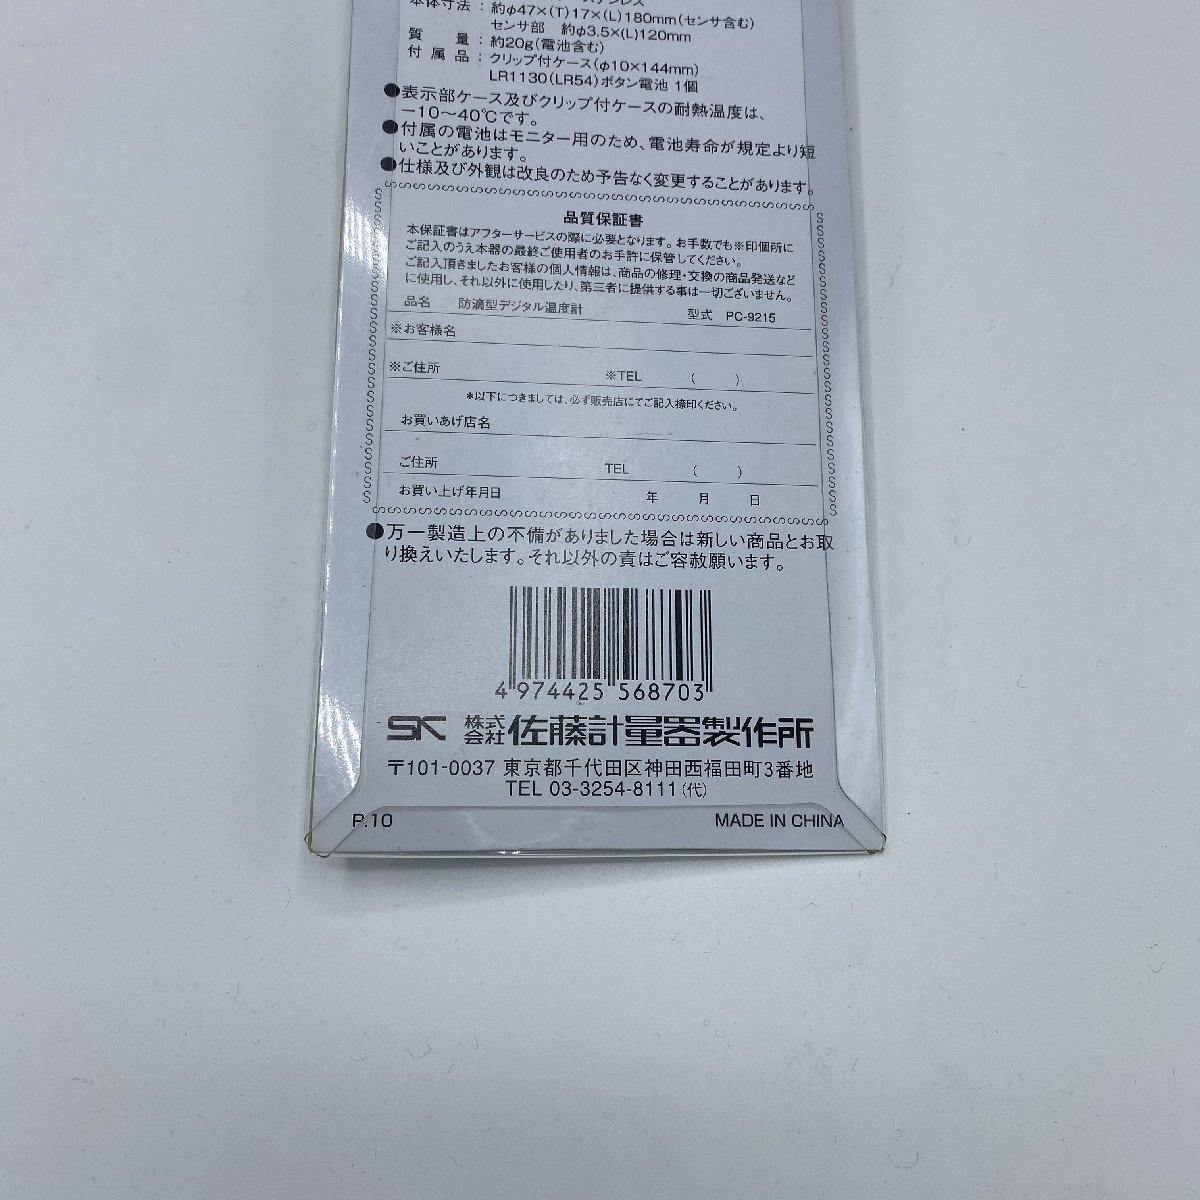 本体寸法：約φ47×(T)17×(L)180mm(センサ含む)
センサ部 約φ3.5×(L)120mm
質量：約20g(電池含む)
付属品：クリップ付ケース(φ10×144mm)
LR1130(LR54)ボタン電池 1個
●表示部ケース及びクリップ付ケースの耐熱温度は、
－10～40℃です。
●付属の電池はモニター用のため、電池寿命が規定より短
いことがあります。
●仕様及び外観は改良のため予告なく変更することがあります。
品質保証書
本保証書はアフターサービスの際に必要となります。お手数でも※印個所に
ご記入のうえ本器の最終ご使用者のお手許に保管してください。
ご記入頂きましたお客様の個人情報は、商品の修理・交換の商品発送など
に使用し、それ以外に使用したり、第三者に提供する事は一切ございません。
品名 防滴型デジタル温度計 型式 PC-9215
※お客様名
※ご住所 ※TEL ( )
*以下につきましては、必ず販売店にてご記入捺印ください。
お買いあげ店名
ご住所 TEL ( )
お買い上げ年月日 年 月 日
●万一製造上の不備がありました場合は新しい商品とお取
り換えいたします。それ以外の責はご容赦願います。
4 974425 568703
SK 株式会社 佐藤計量器製作所
〒101-0037 東京都千代田区神田西福田町3番地
TEL 03-3254-8111(代)
P.10 MADE IN CHINA